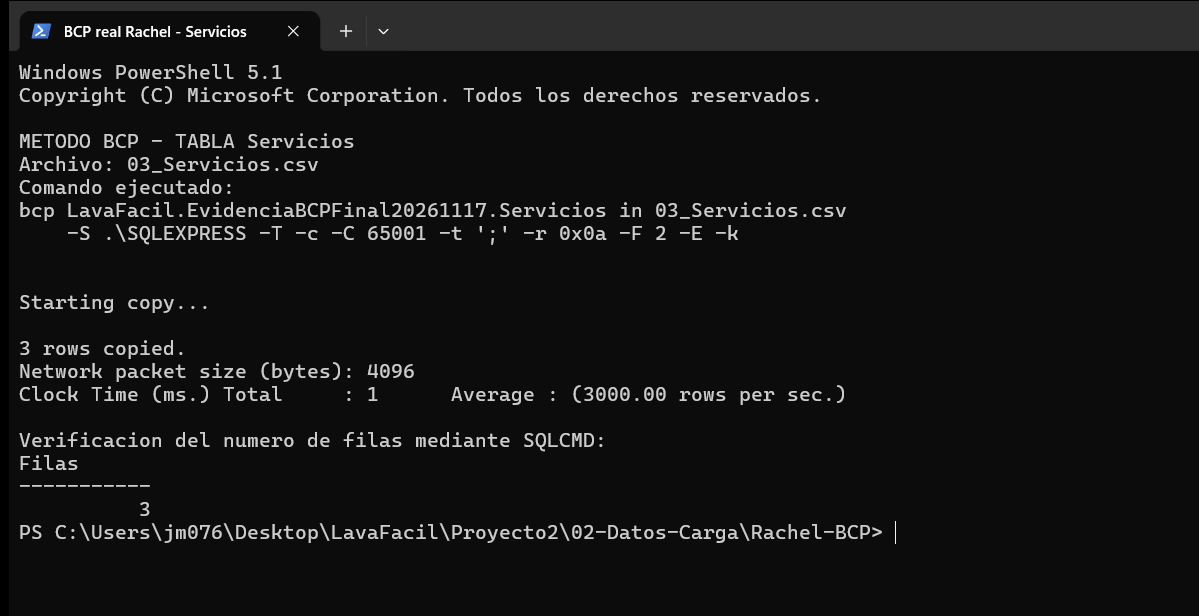 BCP real Rachel - Servicios
Windows PowerShell 5.1
Copyright (C) Microsoft Corporation. Todos los derechos reservados.
METODO BCP - TABLA Servicios
Archivo: 03_Servicios.csv
Comando ejecutado:
bcp LavaFacil.EvidenciaBCPFinal20261117.Servicios in 03_Servicios.csv
    -S .\SQLEXPRESS -T -c -C 65001 -t ';' -r 0x0a -F 2 -E -k
Starting copy...
3 rows copied.
Network packet size (bytes): 4096
Clock Time (ms.) Total     : 1      Average : (3000.00 rows per sec.)
Verificacion del numero de filas mediante SQLCMD:
Filas
-----------
          3
PS C:\Users\jm076\Desktop\LavaFacil\Proyecto2\02-Datos-Carga\Rachel-BCP>